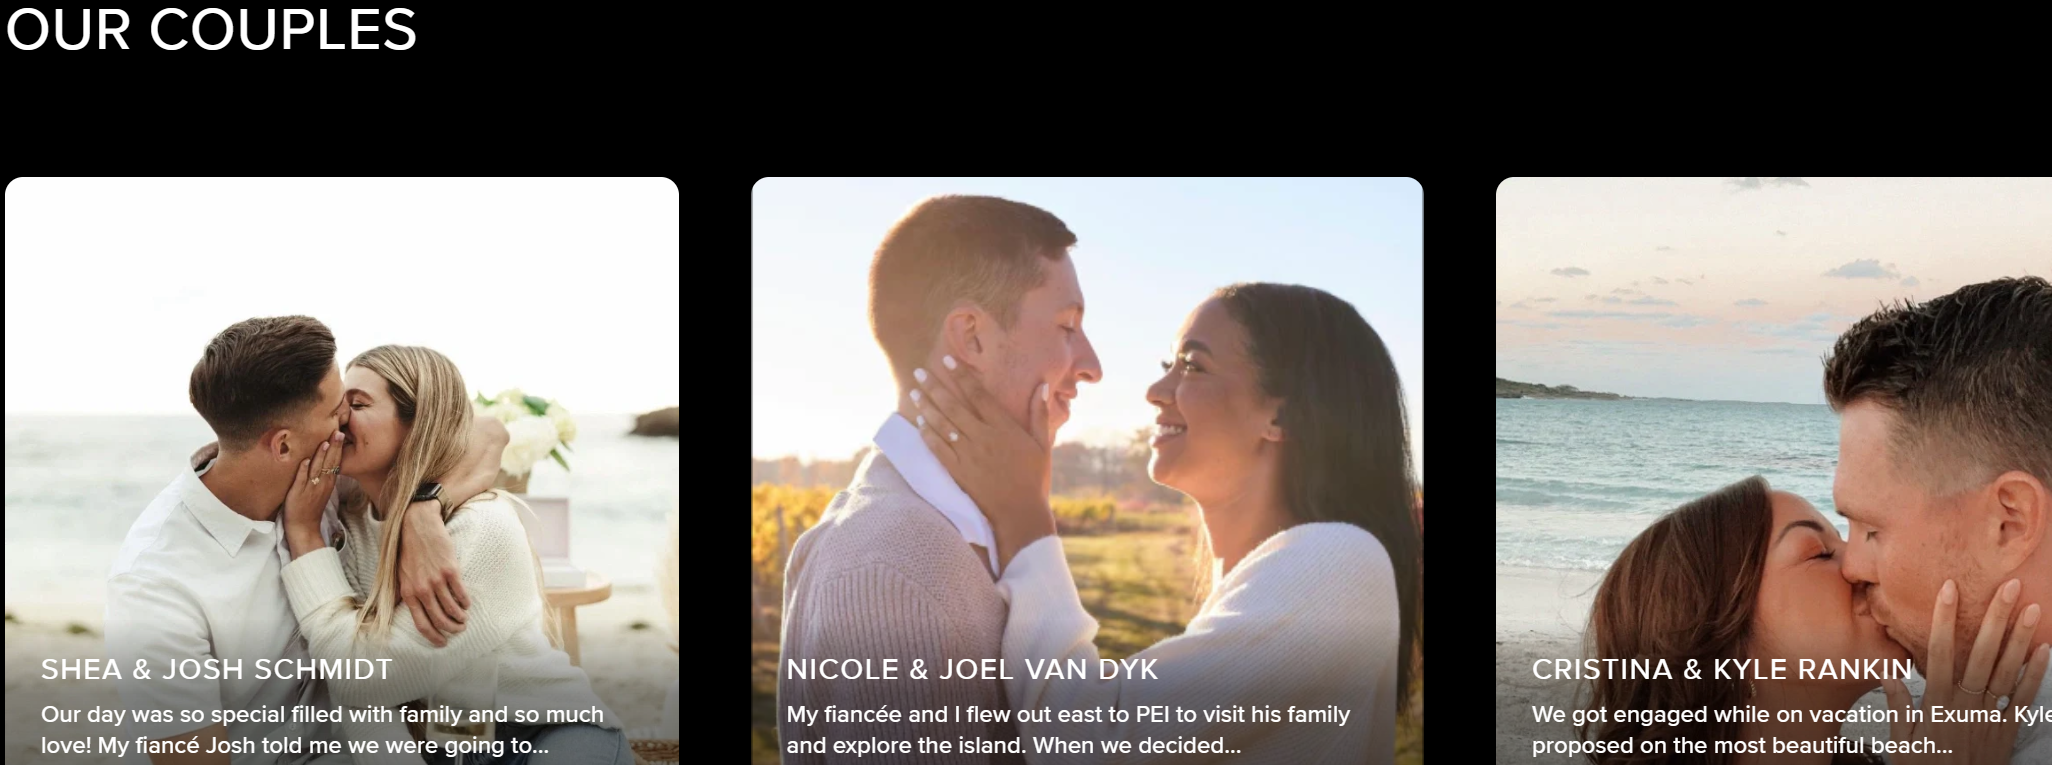 OUR COUPLES
SHEA & JOSH SCHMIDT
Our day was so special filled with family and so much
love! My fiancé Josh told me we were going to...
NICOLE & JOEL VAN DYK
My fiancée and I flew out east to PEI to visit his family
and explore the island. When we decided...
CRISTINA & KYLE RANKIN
We got engaged while on vacation in Exuma. Kyle
proposed on the most beautiful beach...